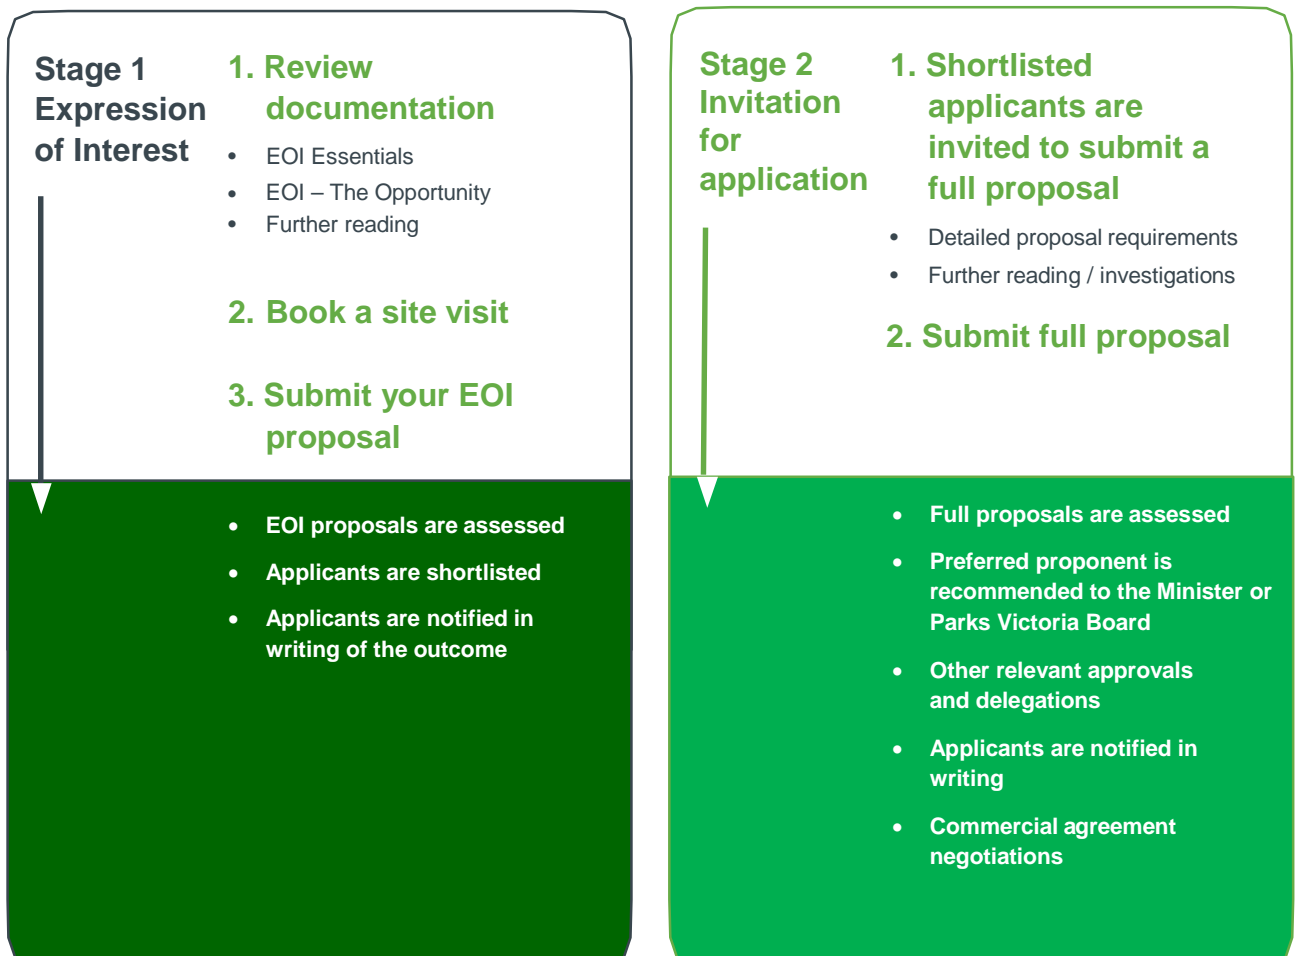 Stage 1
Expression
of Interest
1. Review
documentation
• EOI Essentials
• EOI – The Opportunity
• Further reading
2. Book a site visit
3. Submit your EOI
proposal
• EOI proposals are assessed
• Applicants are shortlisted
• Applicants are notified in
writing of the outcome
Stage 2
Invitation
for
application
1. Shortlisted
applicants are
invited to submit a
full proposal
• Detailed proposal requirements
• Further reading / investigations
2. Submit full proposal
• Full proposals are assessed
• Preferred proponent is
recommended to the Minister or
Parks Victoria Board
• Other relevant approvals
and delegations
• Applicants are notified in
writing
• Commercial agreement
negotiations